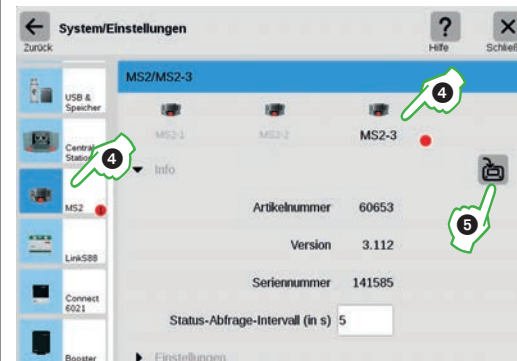 System/Einstellungen
Zurück
?
Hilfe
Schließ
MS2/MS2-3
USB &
Speicher
MS2-1
MS2-2
MS2-3
4
Central
Station
4
Info
MS2
1
5
Artikelnummer 60653
LinkS88
Version 3.112
Seriennummer 141585
Connect
6021
Status-Abfrage-Intervall (in s) 5
Booster
Einstellungen